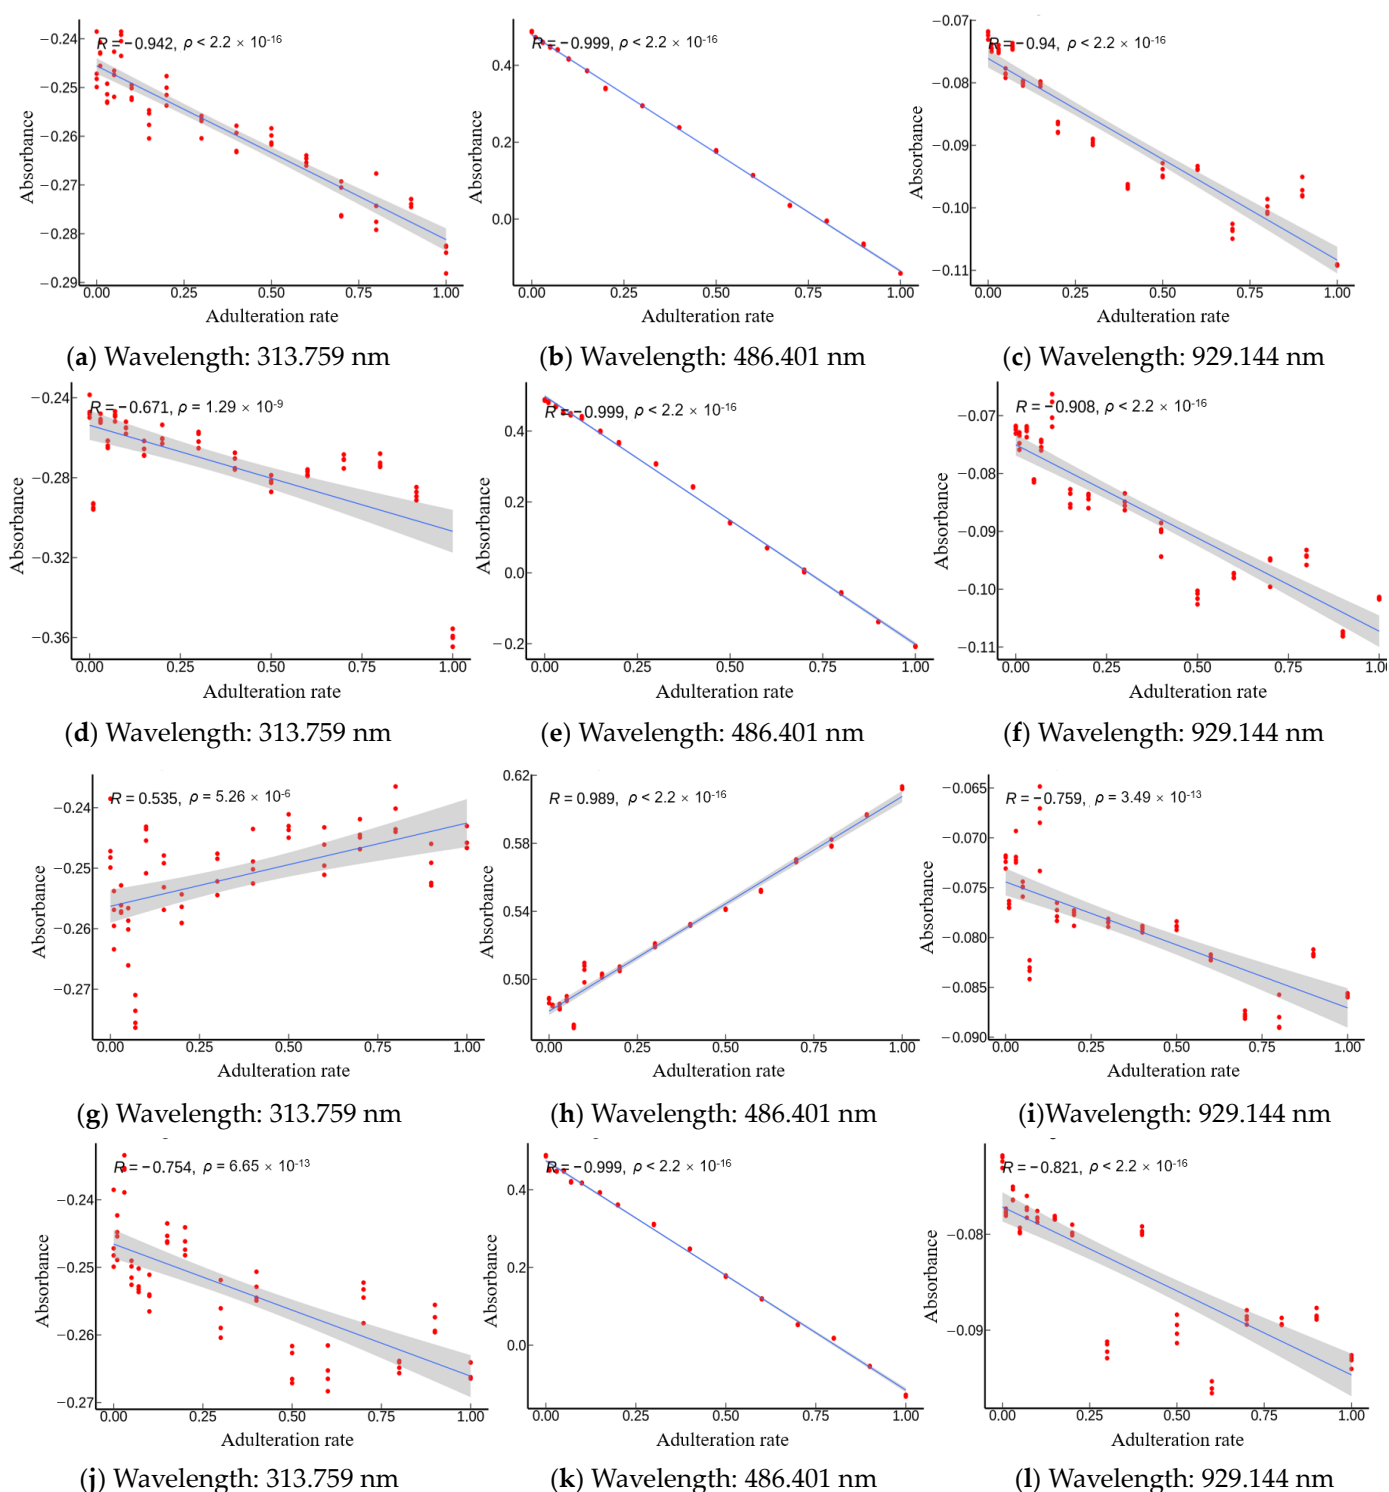 R = −0.942, ρ < 2.2 × 10-16
−0.24
−0.25
−0.26
−0.27
−0.28
−0.29
Absorbance
0.00 0.25 0.50 0.75 1.00
Adulteration rate
(a) Wavelength: 313.759 nm
R = −0.999, ρ < 2.2 × 10-16
0.4
0.2
0.0
Absorbance
0.00 0.25 0.50 0.75 1.00
Adulteration rate
(b) Wavelength: 486.401 nm
R = −0.94, ρ < 2.2 × 10-16
−0.07
−0.08
−0.09
−0.10
−0.11
Absorbance
0.00 0.25 0.50 0.75 1.00
Adulteration rate
(c) Wavelength: 929.144 nm
R = −0.671, ρ = 1.29 × 10-9
−0.24
−0.28
−0.32
−0.36
Absorbance
0.00 0.25 0.50 0.75 1.00
Adulteration rate
(d) Wavelength: 313.759 nm
R = −0.999, ρ < 2.2 × 10-16
0.4
0.2
0.0
−0.2
Absorbance
0.00 0.25 0.50 0.75 1.00
Adulteration rate
(e) Wavelength: 486.401 nm
R = −0.908, ρ < 2.2 × 10-16
−0.07
−0.08
−0.09
−0.10
−0.11
Absorbance
0.00 0.25 0.50 0.75 1.00
Adulteration rate
(f) Wavelength: 929.144 nm
R = 0.535, ρ = 5.26 × 10-6
−0.24
−0.25
−0.26
−0.27
Absorbance
0.00 0.25 0.50 0.75 1.00
Adulteration rate
(g) Wavelength: 313.759 nm
R = 0.989, ρ < 2.2 × 10-16
0.62
0.58
0.54
0.50
Absorbance
0.00 0.25 0.50 0.75 1.00
Adulteration rate
(h) Wavelength: 486.401 nm
R = −0.759, ρ = 3.49 × 10-13
−0.065
−0.070
−0.075
−0.080
−0.085
−0.090
Absorbance
0.00 0.25 0.50 0.75 1.00
Adulteration rate
(i)Wavelength: 929.144 nm
R = −0.754, ρ = 6.65 × 10-13
−0.24
−0.25
−0.26
−0.27
Absorbance
0.00 0.25 0.50 0.75 1.00
Adulteration rate
(j) Wavelength: 313.759 nm
R = −0.999, ρ < 2.2 × 10-16
0.4
0.2
0.0
Absorbance
0.00 0.25 0.50 0.75 1.00
Adulteration rate
(k) Wavelength: 486.401 nm
R = −0.821, ρ < 2.2 × 10-16
−0.08
−0.09
Absorbance
0.00 0.25 0.50 0.75 1.00
Adulteration rate
(l) Wavelength: 929.144 nm